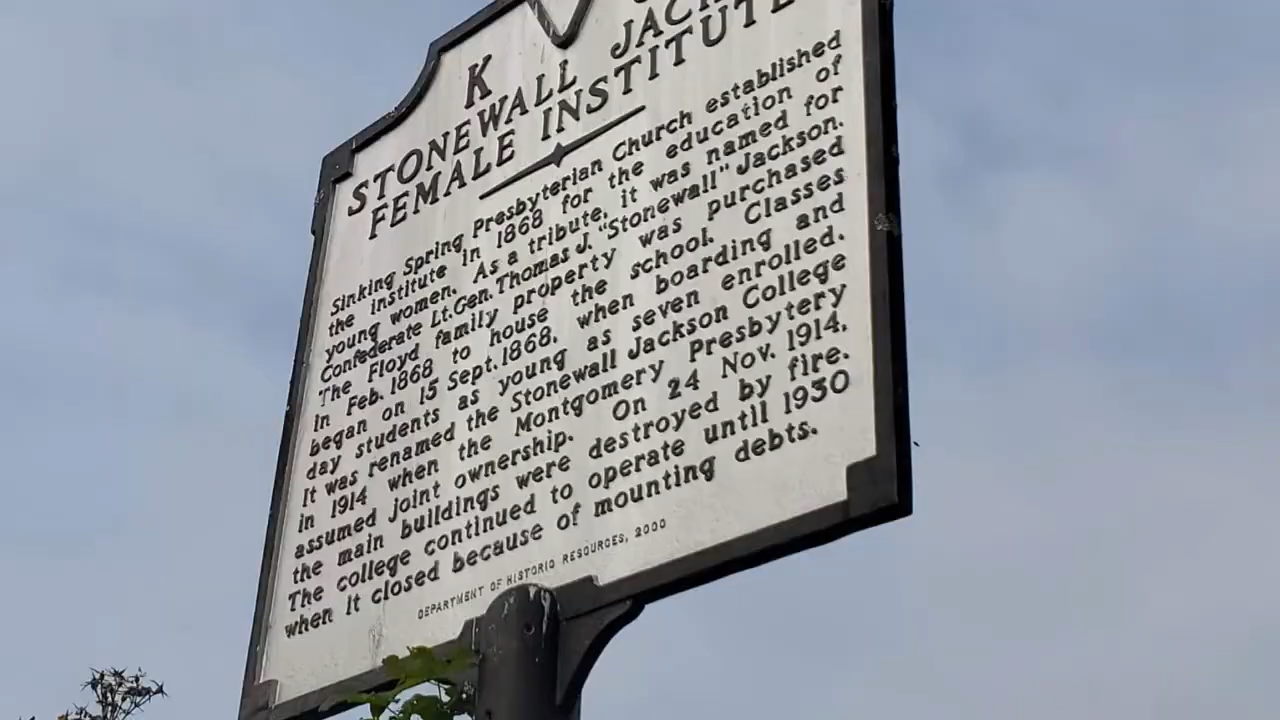 K
STONEWALL JACK
FEMALE INSTITUTE
Sinking Spring Presbyterian Church established
the institute in 1868 for the education of
young women. As a tribute, it was named for
Confederate Lt. Gen. Thomas J. "Stonewall" Jackson.
The Floyd family property was purchased
in Feb. 1868 to house the school. Classes
began on 15 Sept. 1868, when boarding and
day students as young as seven enrolled.
It was renamed the Stonewall Jackson College
in 1914 when the Montgomery Presbytery
assumed joint ownership. On 24 Nov. 1914,
the main buildings were destroyed by fire.
The college continued to operate until 1930
when it closed because of mounting debts.
DEPARTMENT OF HISTORIC RESOURCES, 2000